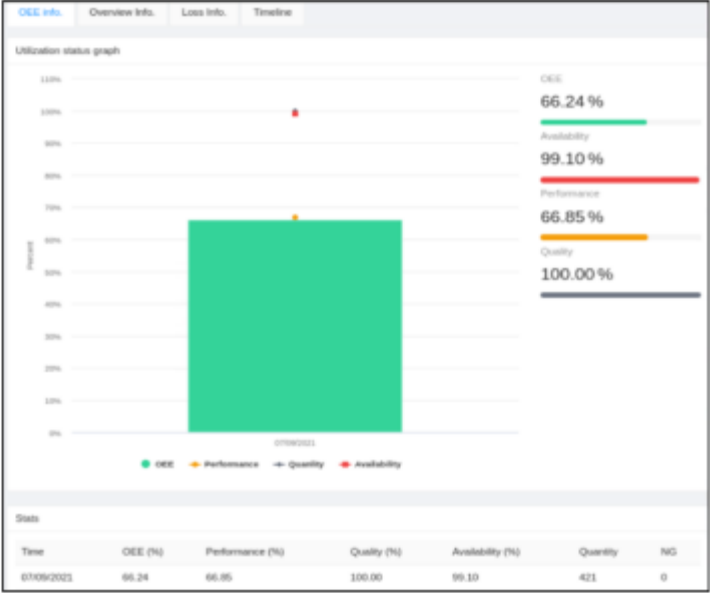 OEE info. Overview Info. Loss Info. Timeline
Utilization status graph
110%
100%
90%
80%
70%
60%
50%
40%
30%
20%
10%
0%
Percent
07/09/2021
OEE Performance Quantity Availability
OEE
66.24 %
Availability
99.10 %
Performance
66.85 %
Quality
100.00 %
Stats
Time OEE (%) Performance (%) Quality (%) Availability (%) Quantity NG
07/09/2021 66.24 66.85 100.00 99.10 421 0